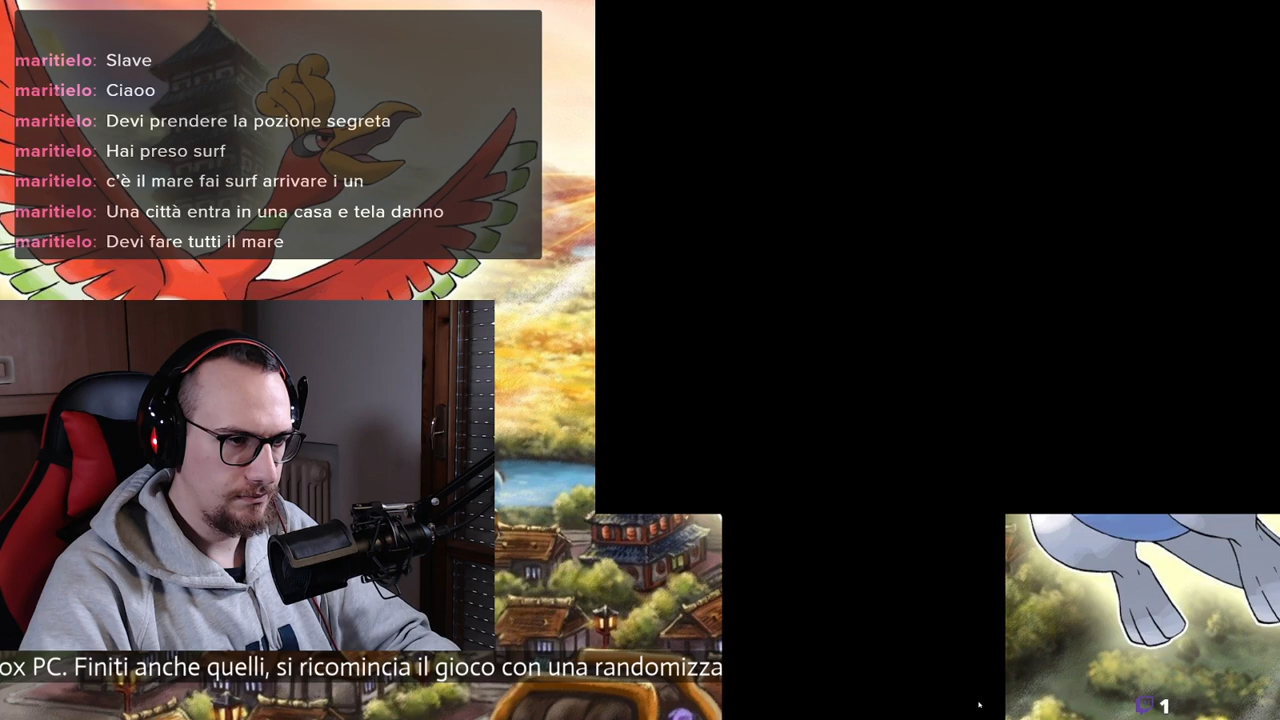 maritielo: Slave
maritielo: Ciaoo
maritielo: Devi prendere la pozione segreta
maritielo: Hai preso surf
maritielo: c'è il mare fai surf arrivare i un
maritielo: Una città entra in una casa e tela danno
maritielo: Devi fare tutti il mare
ox PC. Finiti anche quelli, si ricomincia il gioco con una randomizza
1